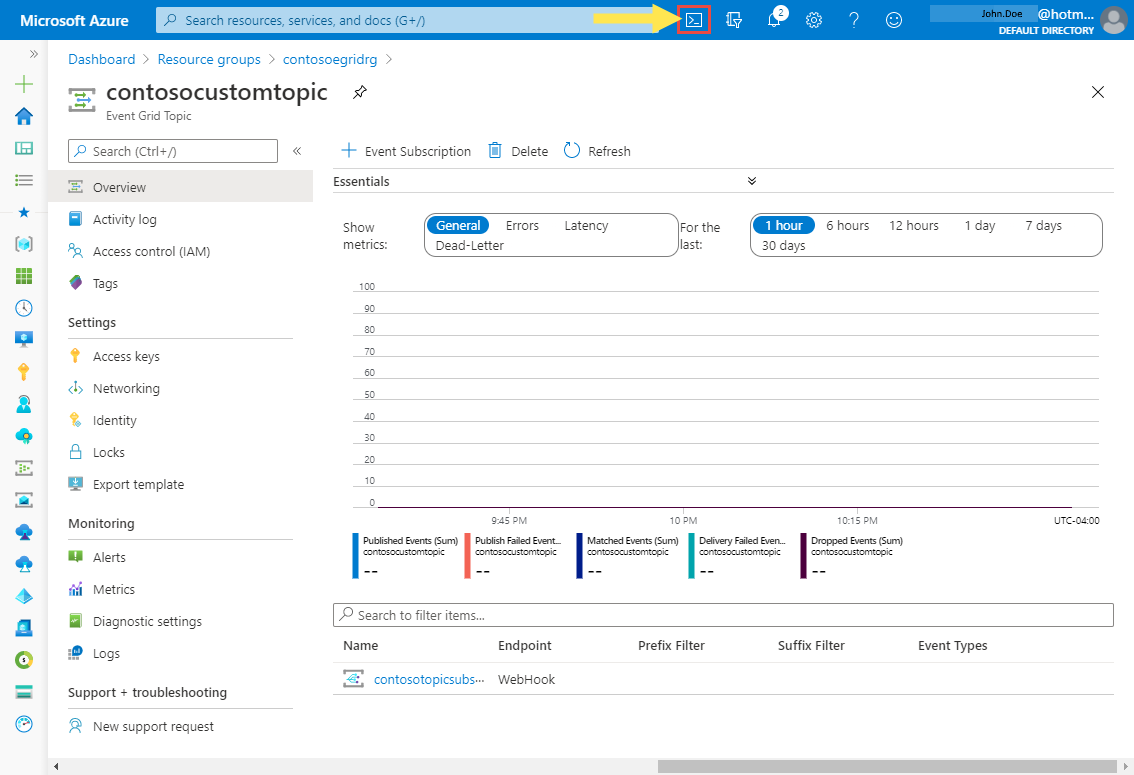 Microsoft Azure
Search resources, services, and docs (G+/)
2
John.Doe @hotm...
DEFAULT DIRECTORY
Dashboard > Resource groups > contosoegridrg >
contosocustomtopic
Event Grid Topic
Search (Ctrl+/)
Overview
Activity log
Access control (IAM)
Tags
Settings
Access keys
Networking
Identity
Locks
Export template
Monitoring
Alerts
Metrics
Diagnostic settings
Logs
Support + troubleshooting
New support request
Event Subscription Delete Refresh
Essentials
Show metrics:
General Errors Latency
Dead-Letter
For the last:
1 hour 6 hours 12 hours 1 day 7 days
30 days
100
90
80
70
60
50
40
30
20
10
0
9:45 PM 10 PM 10:15 PM UTC-04:00
Published Events (Sum)
contosocustomtopic
--
Publish Failed Event...
contosocustomtopic
--
Matched Events (Sum)
contosocustomtopic
--
Delivery Failed Even...
contosocustomtopic
--
Dropped Events (Sum)
contosocustomtopic
--
Search to filter items...
Name Endpoint Prefix Filter Suffix Filter Event Types
contosotopicsubs... WebHook